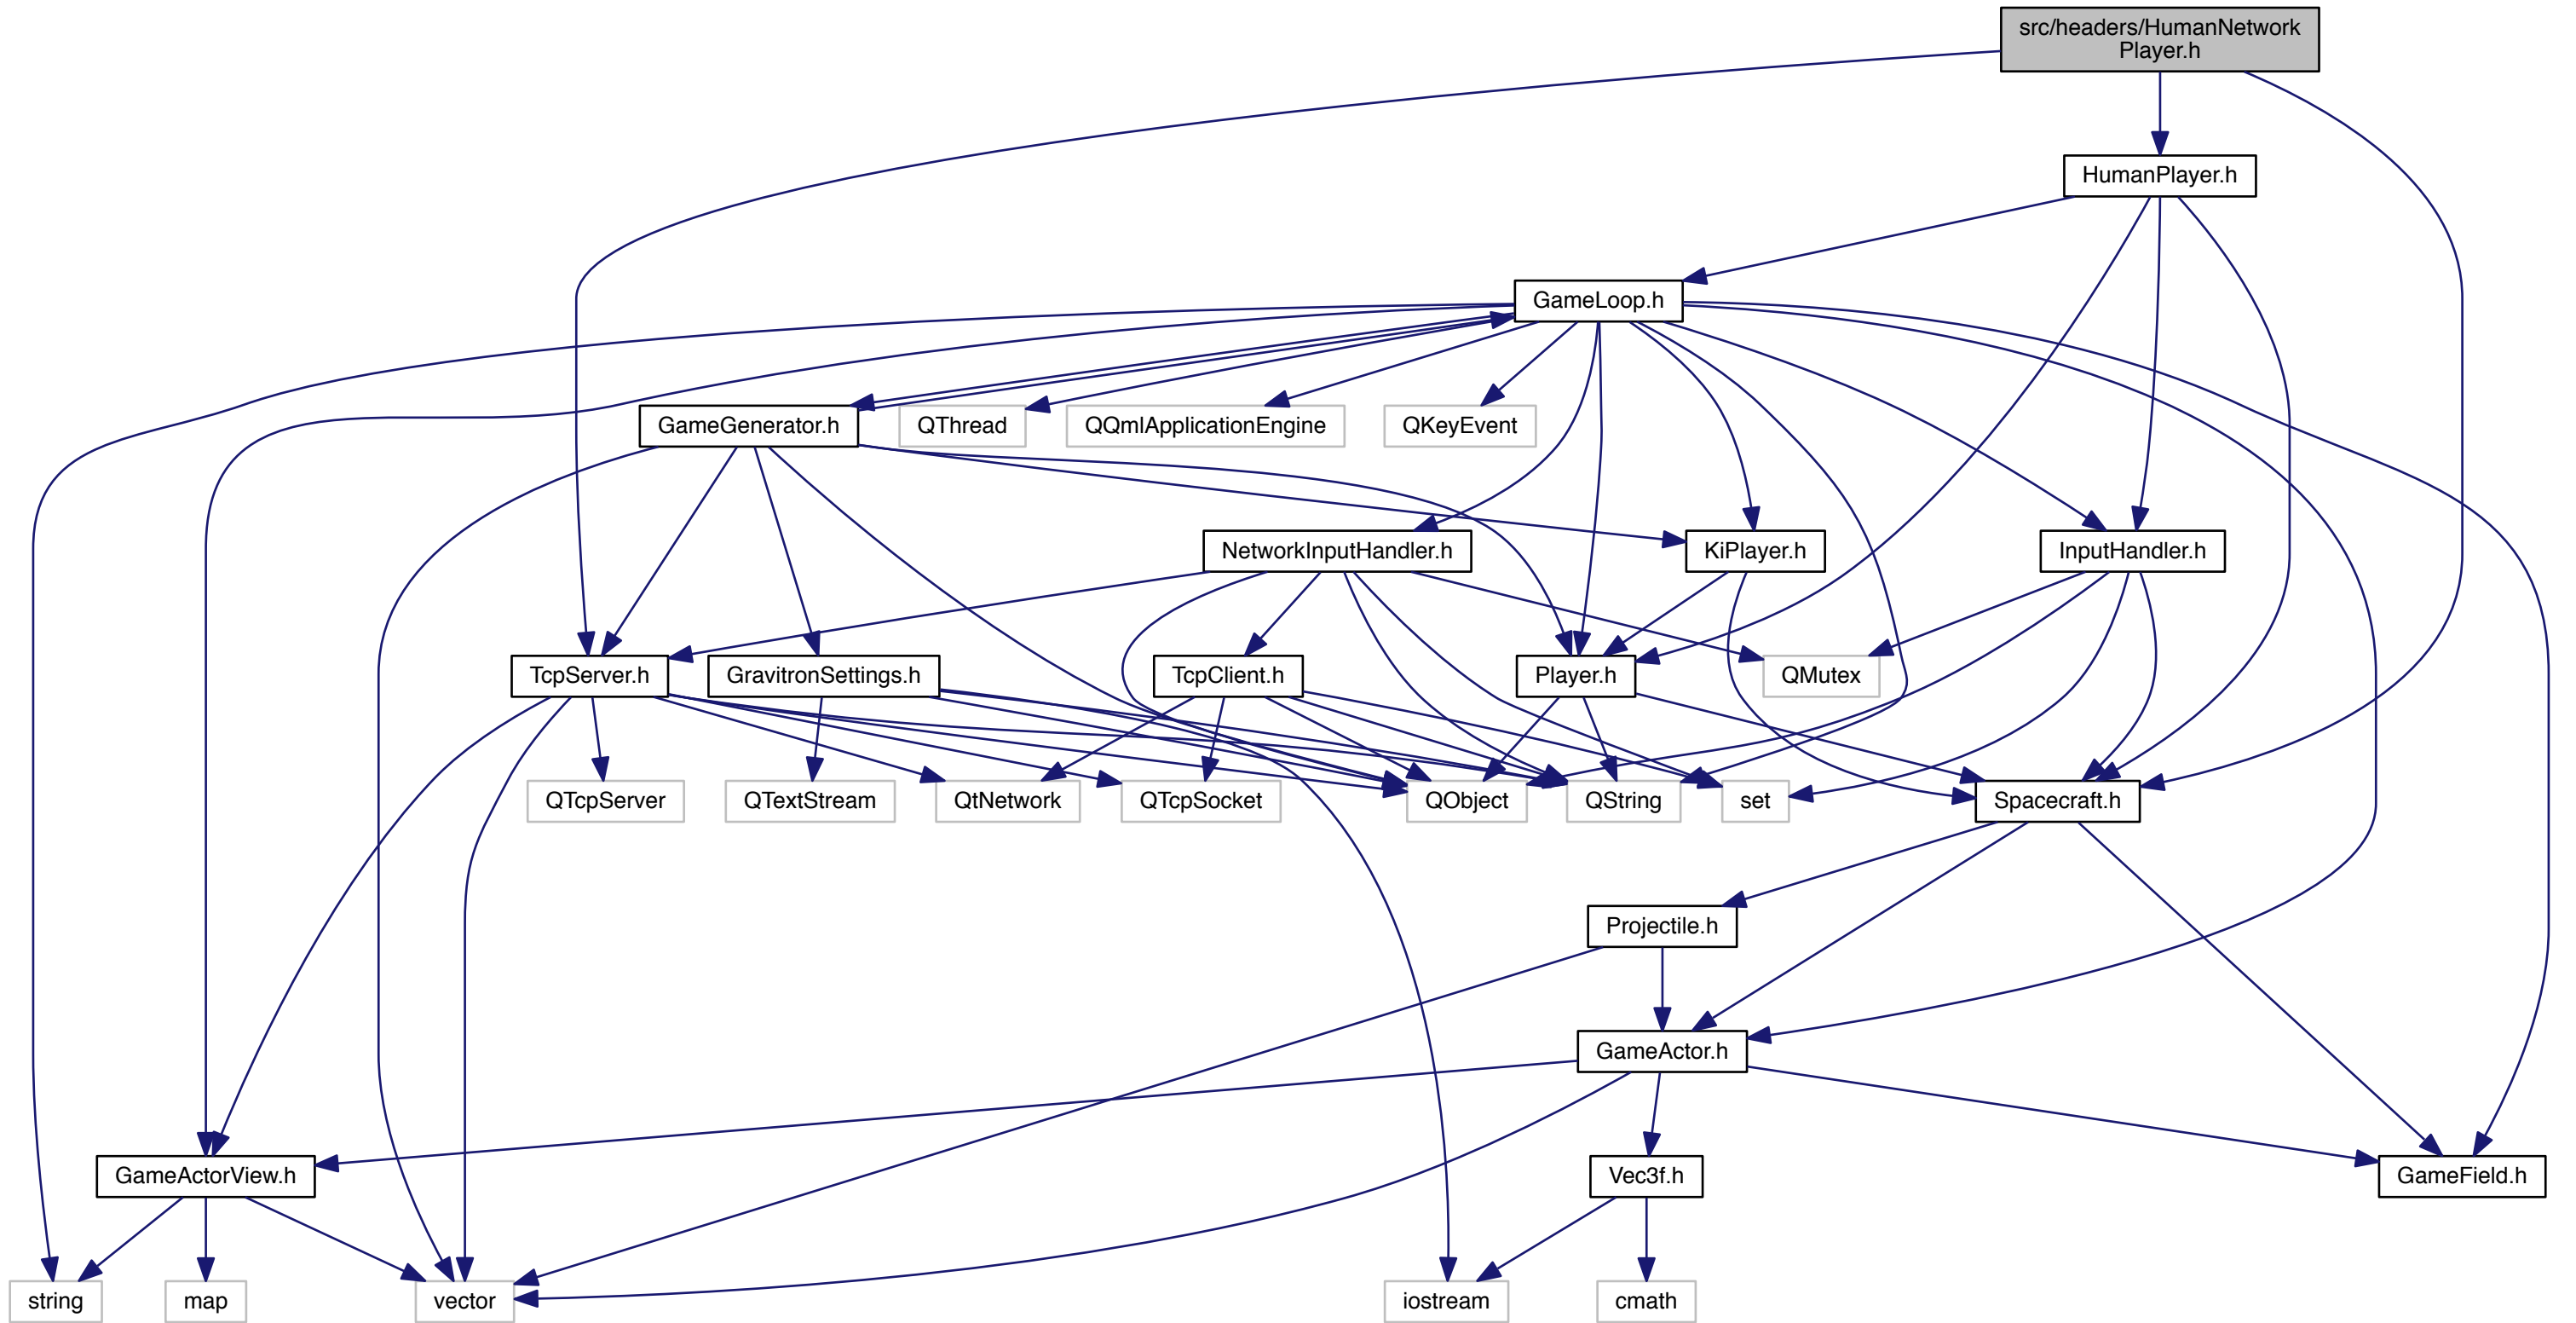 src/headers/HumanNetwork
Player.h
HumanPlayer.h
GameLoop.h
GameGenerator.h
QThread
QQmlApplicationEngine
QKeyEvent
NetworkInputHandler.h
KiPlayer.h
InputHandler.h
TcpServer.h
GravitronSettings.h
TcpClient.h
Player.h
QMutex
QTcpServer
QTextStream
QtNetwork
QTcpSocket
QObject
QString
set
Spacecraft.h
Projectile.h
GameActor.h
GameActorView.h
Vec3f.h
GameField.h
string
map
vector
iostream
cmath